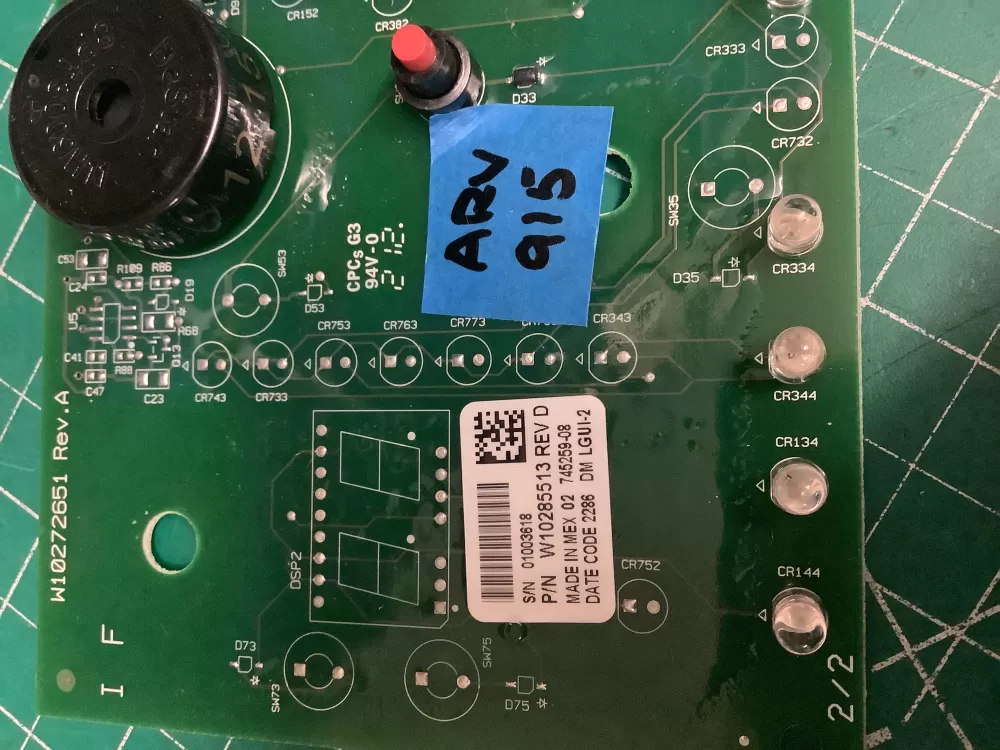 CR152
CR382
CR333
D33
CR732
ARV
915
SW35
CPCs G3
94V-0
C53
R109
R86
SW53
D19
D53
D35
CR334
U5
R58
CR753
CR763
CR773
CR343
C41
R88
D13
C47
C23
CR743
CR733
CR344
W10272651 Rev.A
S/N 01003618
P/N W10285513 REV D
MADE IN MEX 02 745259-08
DATE CODE 2286 DM LGUI-2
CR134
DSP2
CR752
CR144
I F
D73
SW73
SW75
D75
2/2